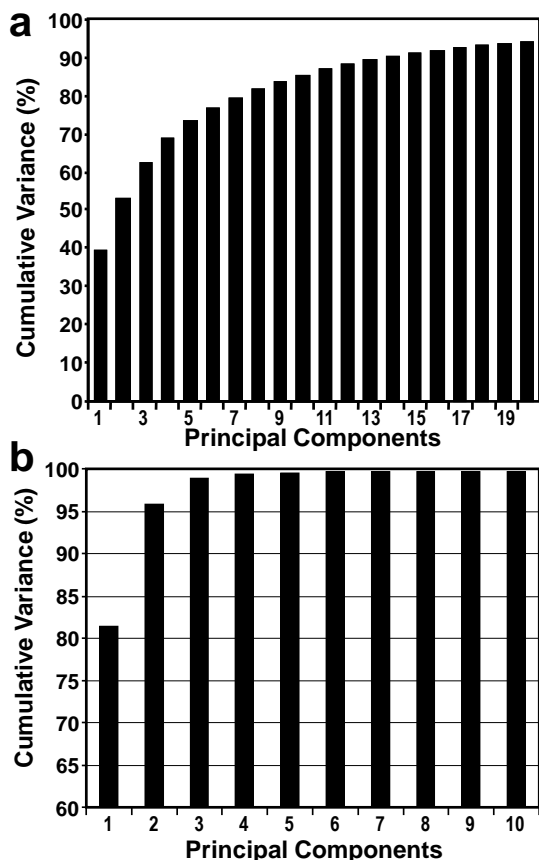 a
Cumulative Variance (%)
100
90
80
70
60
50
40
30
20
10
0
1 3 5 7 9 11 13 15 17 19
Principal Components
b
Cumulative Variance (%)
100
95
90
85
80
75
70
65
60
1 2 3 4 5 6 7 8 9 10
Principal Components